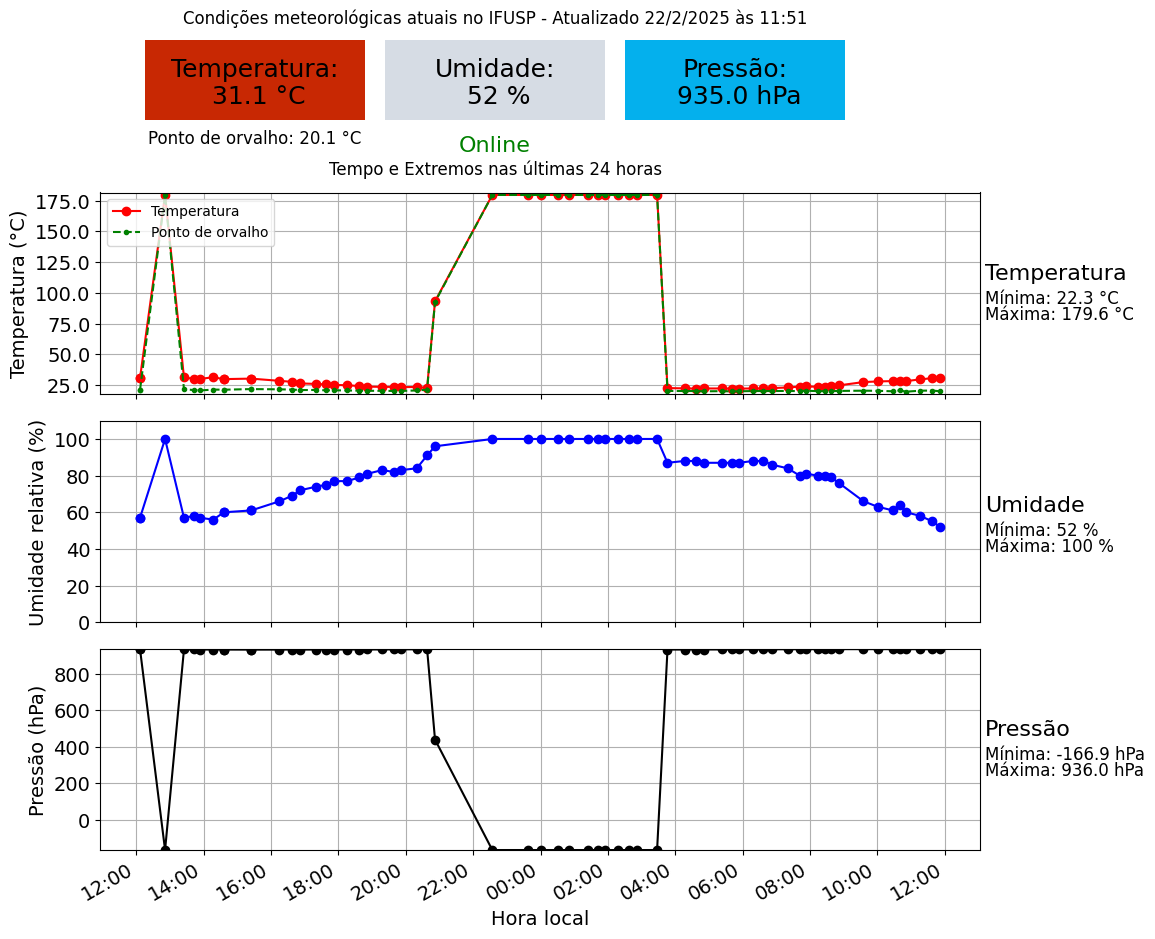 Condições meteorológicas atuais no IFUSP - Atualizado 22/2/2025 às 11:51
Temperatura:
31.1 °C
Umidade:
52 %
Pressão:
935.0 hPa
Ponto de orvalho: 20.1 °C
Online
Tempo e Extremos nas últimas 24 horas
Temperatura (°C)
175.0
150.0
125.0
100.0
75.0
50.0
25.0
Temperatura
Ponto de orvalho
Temperatura
Mínima: 22.3 °C
Máxima: 179.6 °C
Umidade relativa (%)
100
80
60
40
20
0
Umidade
Mínima: 52 %
Máxima: 100 %
Pressão (hPa)
800
600
400
200
0
Pressão
Mínima: -166.9 hPa
Máxima: 936.0 hPa
12:00
14:00
16:00
18:00
20:00
22:00
00:00
02:00
04:00
06:00
08:00
10:00
12:00
Hora local